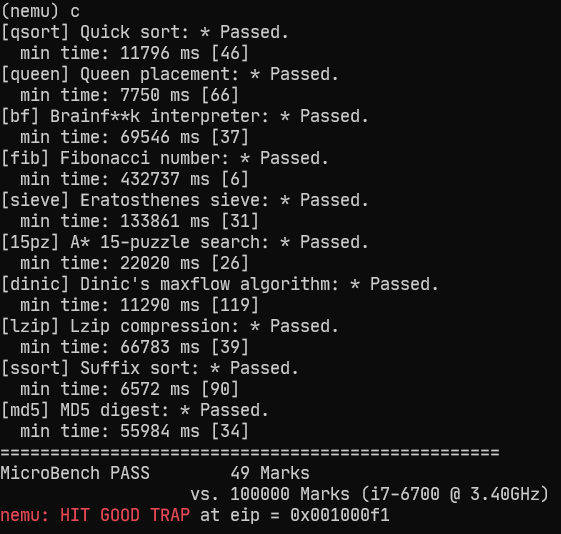 (nemu) c
[qsort] Quick sort: * Passed.
  min time: 11796 ms [46]
[queen] Queen placement: * Passed.
  min time: 7750 ms [66]
[bf] Brainf**k interpreter: * Passed.
  min time: 69546 ms [37]
[fib] Fibonacci number: * Passed.
  min time: 432737 ms [6]
[sieve] Eratosthenes sieve: * Passed.
  min time: 133861 ms [31]
[15pz] A* 15-puzzle search: * Passed.
  min time: 22020 ms [26]
[dinic] Dinic's maxflow algorithm: * Passed.
  min time: 11290 ms [119]
[lzip] Lzip compression: * Passed.
  min time: 66783 ms [39]
[ssort] Suffix sort: * Passed.
  min time: 6572 ms [90]
[md5] MD5 digest: * Passed.
  min time: 55984 ms [34]
==================================================
MicroBench PASS        49 Marks
                   vs. 100000 Marks (i7-6700 @ 3.40GHz)
nemu: HIT GOOD TRAP at eip = 0x001000f1